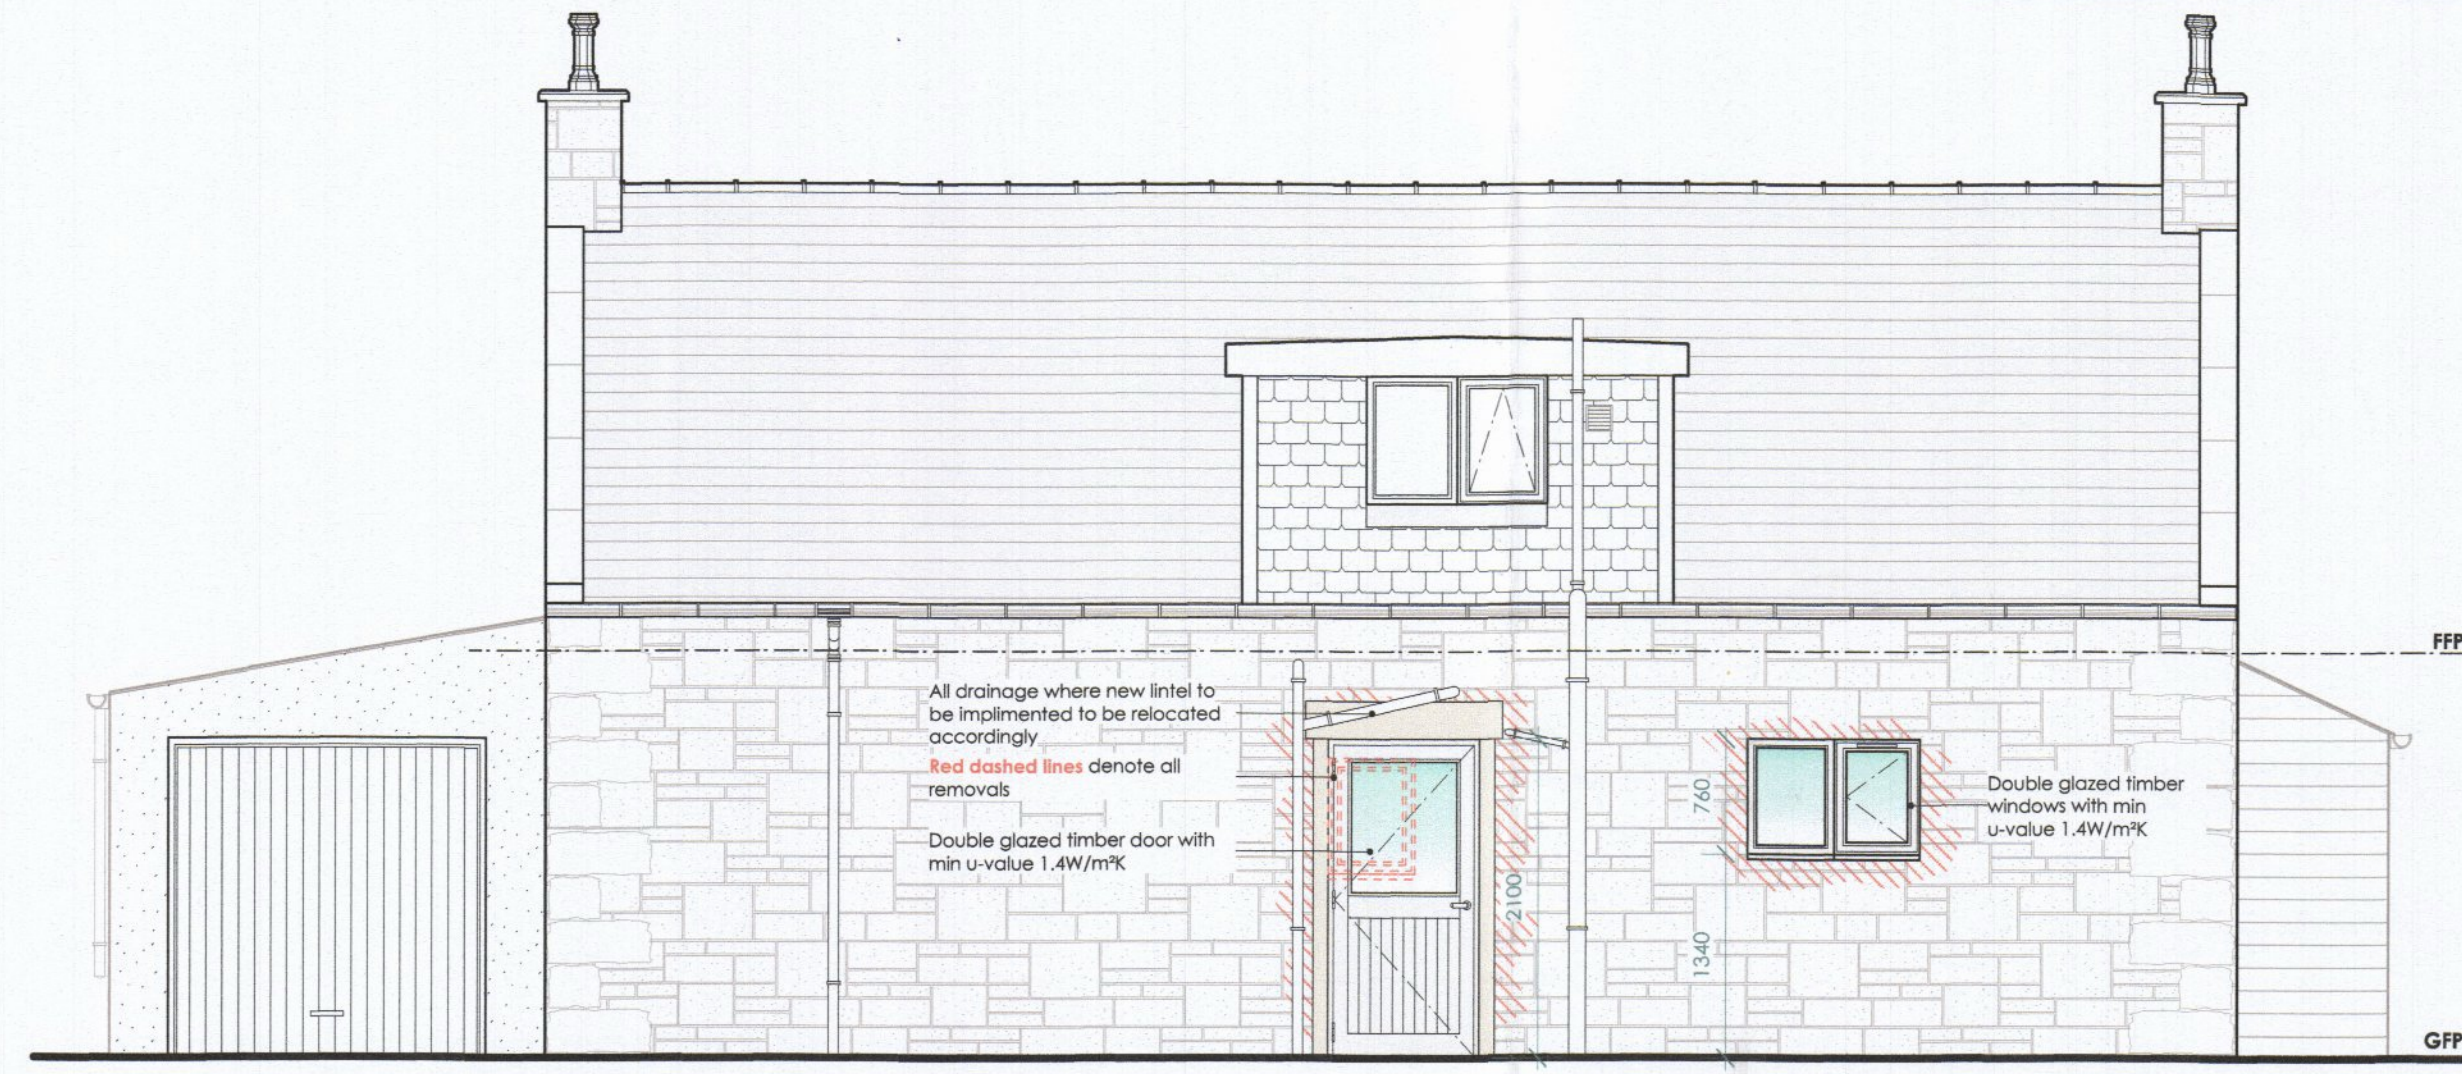 FFP
All drainage where new lintel to
be implimented to be relocated
accordingly
Red dashed lines denote all
removals
Double glazed timber door with
min u-value 1.4W/m²K
2100
760
1340
Double glazed timber
windows with min
u-value 1.4W/m²K
GFP